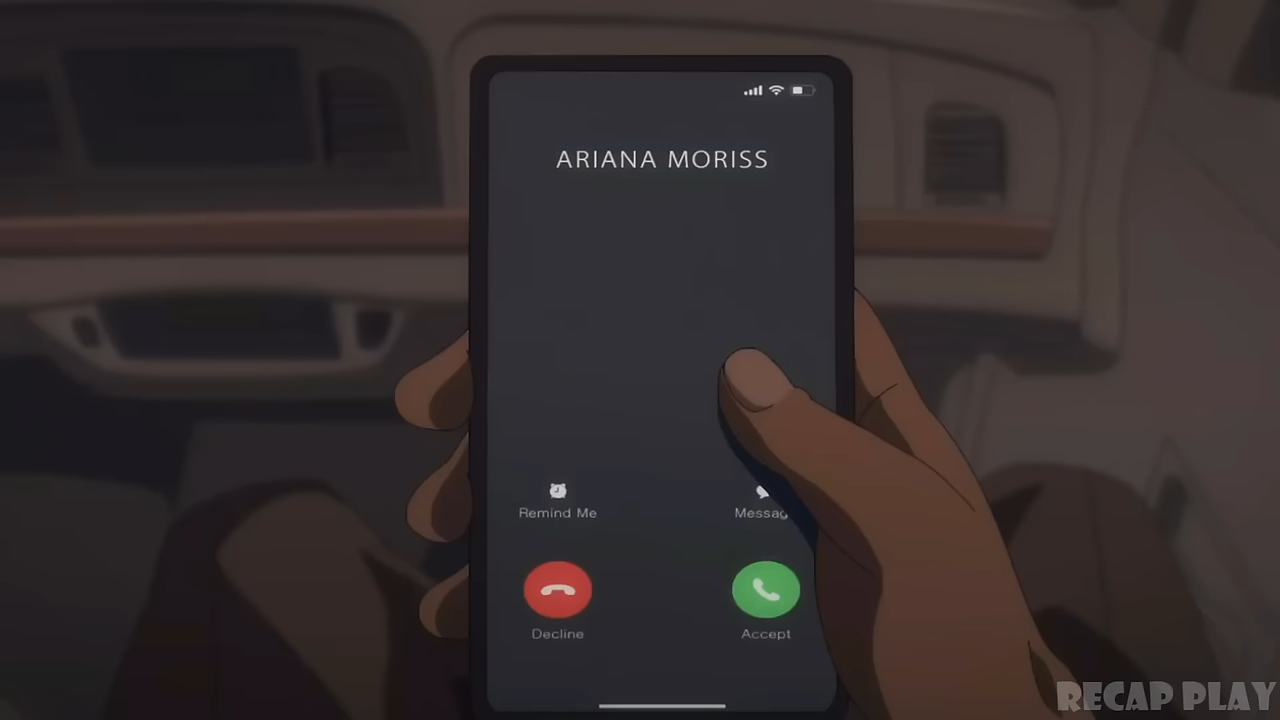 ARIANA MORISS
Remind Me
Messag
Decline
Accept
RECAP PLAY